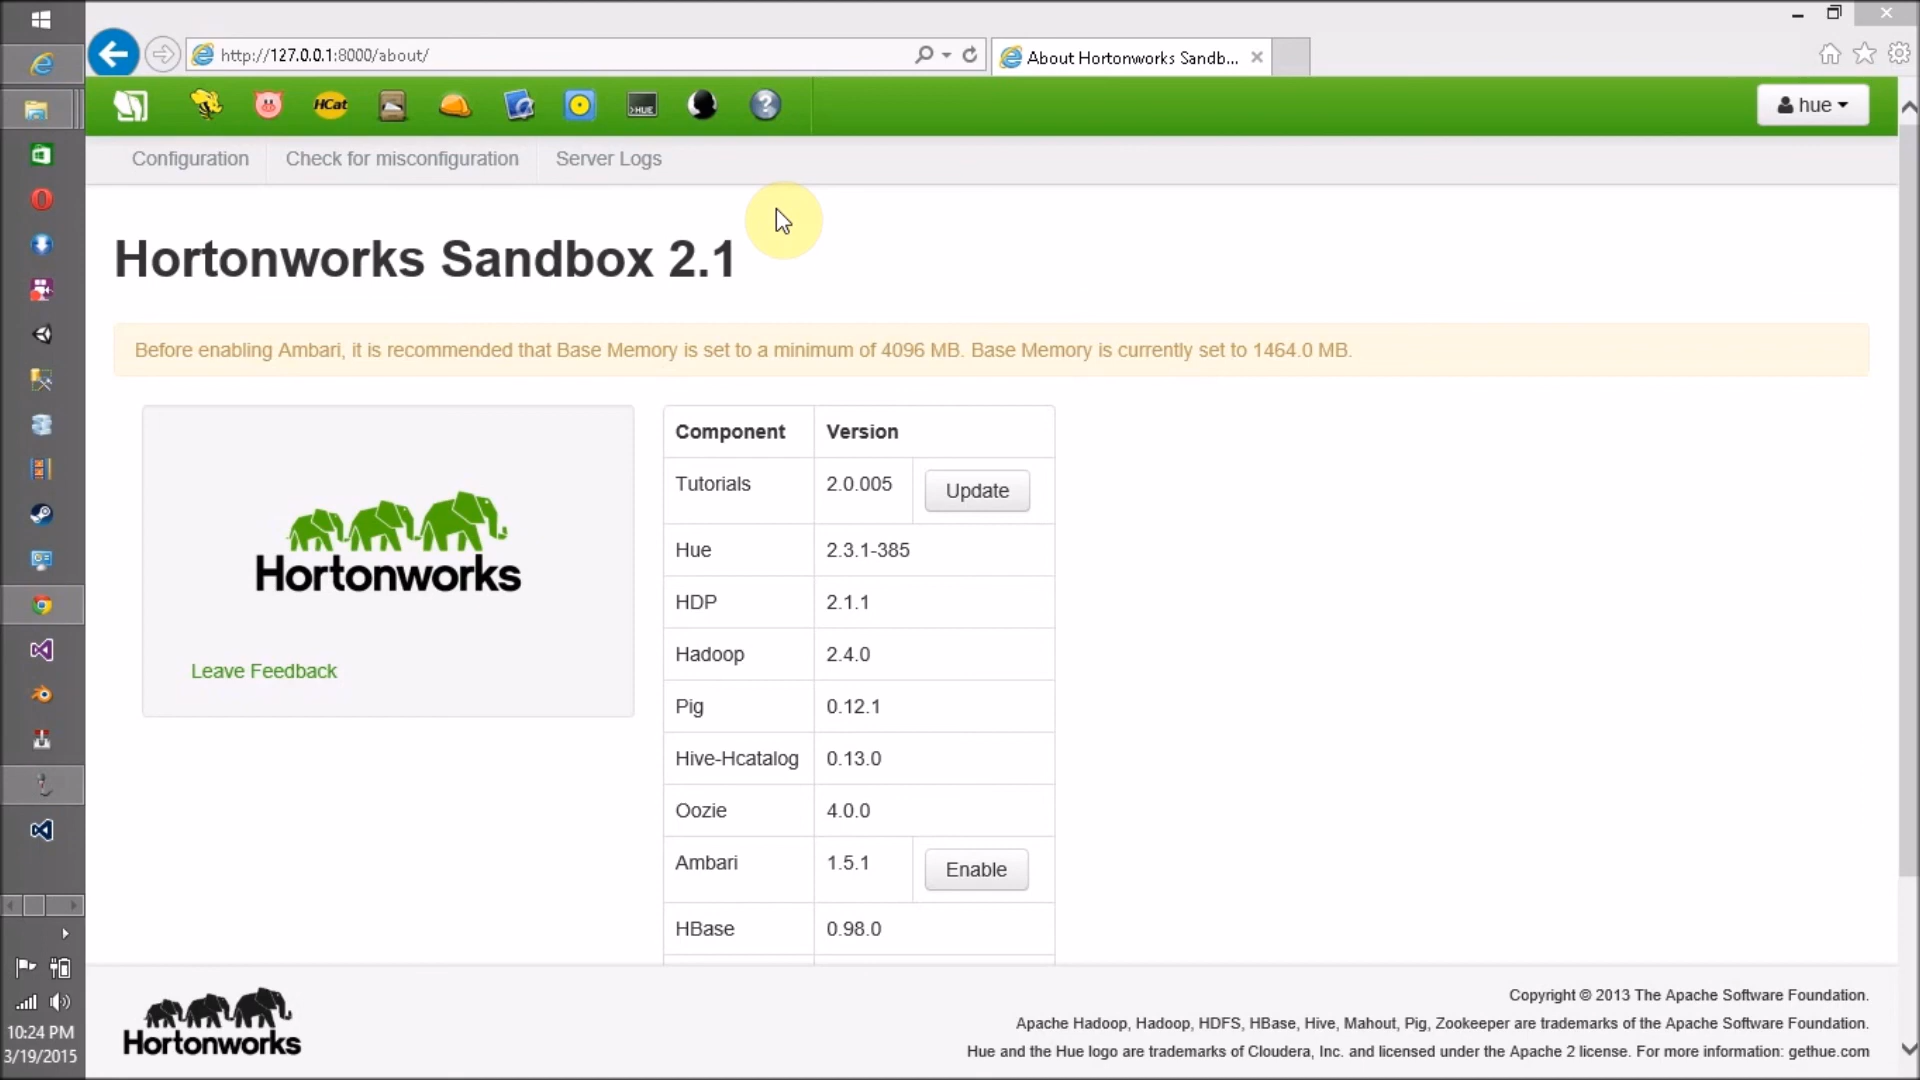 http://127.0.0.1:8000/about/
About Hortonworks Sandb...
HCat
>HUE
?
hue
Configuration
Check for misconfiguration
Server Logs
Hortonworks Sandbox 2.1
Before enabling Ambari, it is recommended that Base Memory is set to a minimum of 4096 MB. Base Memory is currently set to 1464.0 MB.
Hortonworks
Leave Feedback
Component Version
Tutorials 2.0.005 Update
Hue 2.3.1-385
HDP 2.1.1
Hadoop 2.4.0
Pig 0.12.1
Hive-Hcatalog 0.13.0
Oozie 4.0.0
Ambari 1.5.1 Enable
HBase 0.98.0
Hortonworks
Copyright © 2013 The Apache Software Foundation.
Apache Hadoop, Hadoop, HDFS, HBase, Hive, Mahout, Pig, Zookeeper are trademarks of the Apache Software Foundation.
Hue and the Hue logo are trademarks of Cloudera, Inc. and licensed under the Apache 2 license. For more information: gethue.com
10:24 PM
3/19/2015